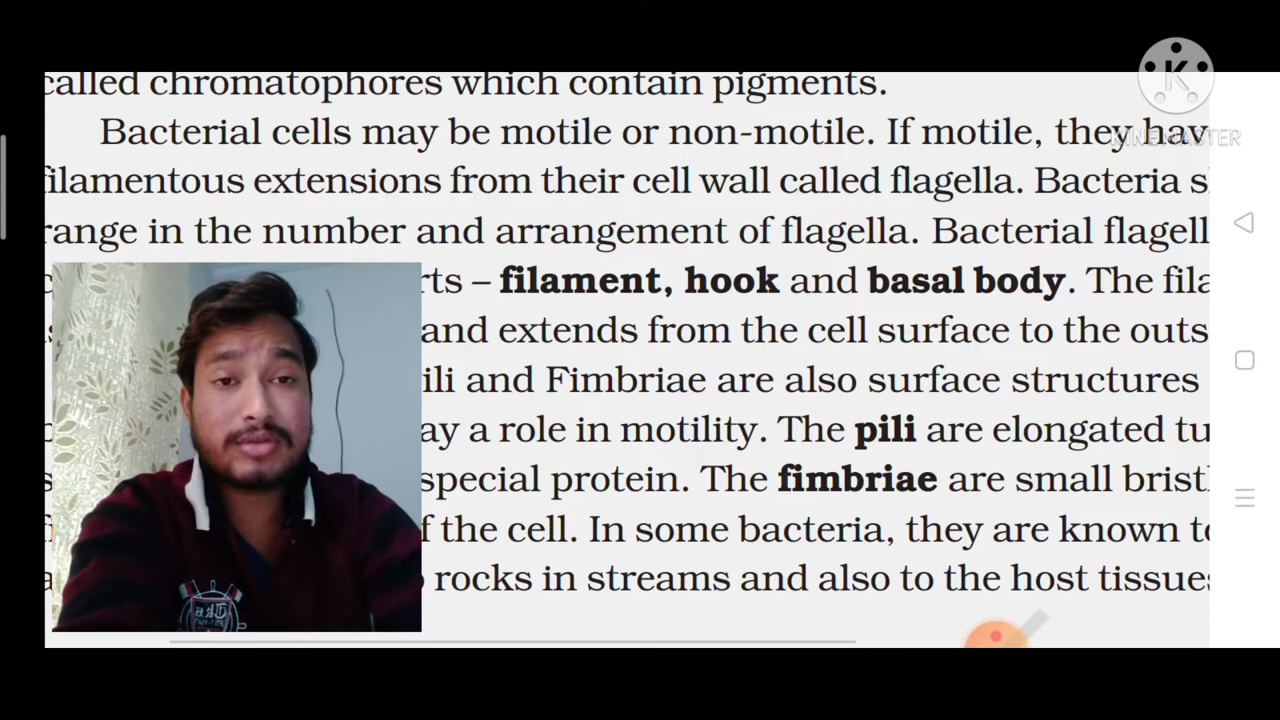 called chromatophores which contain pigments.
Bacterial cells may be motile or non-motile. If motile, they hav
filamentous extensions from their cell wall called flagella. Bacteria s
range in the number and arrangement of flagella. Bacterial flagell
rts – filament, hook and basal body. The fila
and extends from the cell surface to the outs
ili and Fimbriae are also surface structures
ay a role in motility. The pili are elongated tu
special protein. The fimbriae are small bristl
f the cell. In some bacteria, they are known to
rocks in streams and also to the host tissues
K
KINEMASTER